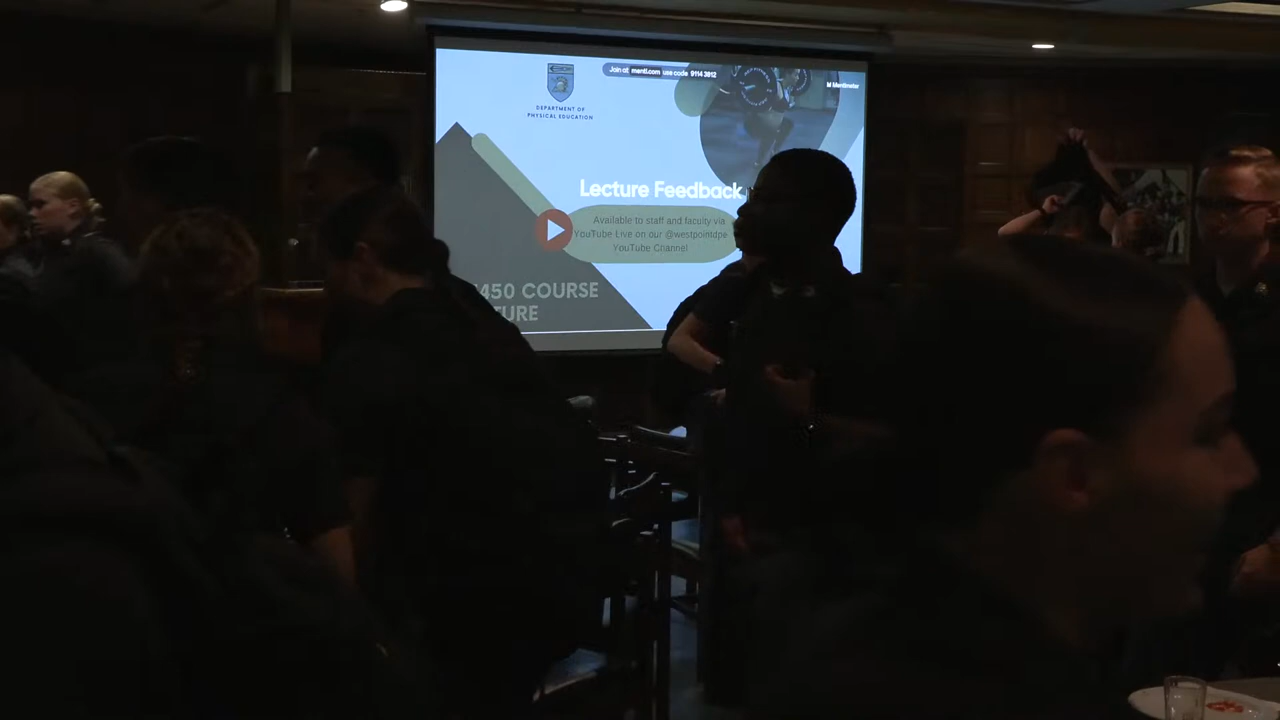 Join at menti.com use code 9114 3812
M Mentimeter
DEPARTMENT OF
PHYSICAL EDUCATION
Lecture Feedback
Available to staff and faculty via
YouTube Live on our @westpointdpe
YouTube Channel
450 COURSE